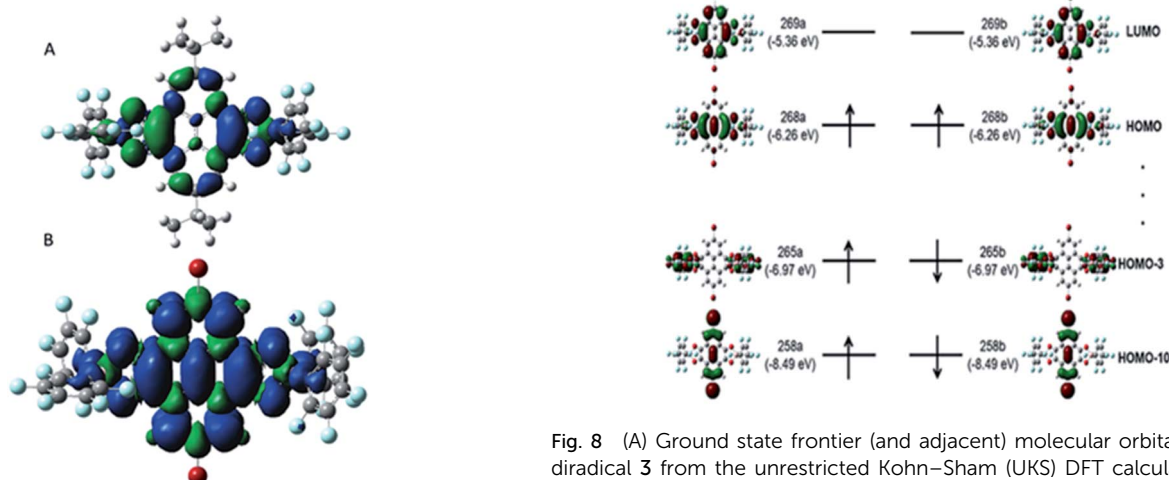 A
B
269a
(-5.36 eV)
269b
(-5.36 eV)
LUMO
268a
(-6.26 eV)
268b
(-6.26 eV)
HOMO
265a
(-6.97 eV)
265b
(-6.97 eV)
HOMO-3
258a
(-8.49 eV)
258b
(-8.49 eV)
HOMO-10
Fig. 8 (A) Ground state frontier (and adjacent) molecular orbita
diradical 3 from the unrestricted Kohn–Sham (UKS) DFT calcul